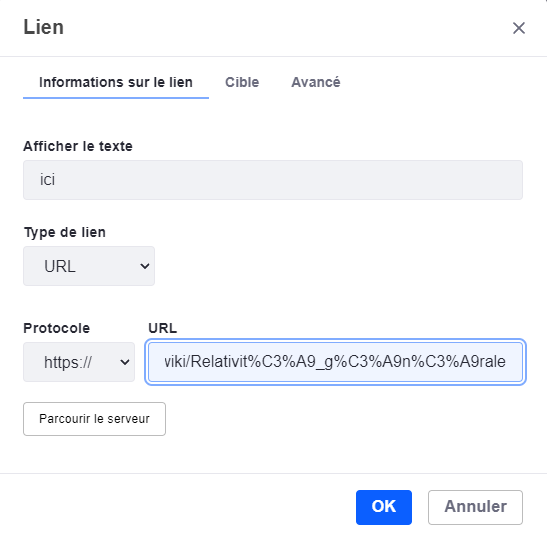 Lien
Informations sur le lien Cible Avancé
Afficher le texte
ici
Type de lien
URL
Protocole URL
https:// wiki/Relativit%C3%A9_g%C3%A9n%C3%A9rale
Parcourir le serveur
OK Annuler